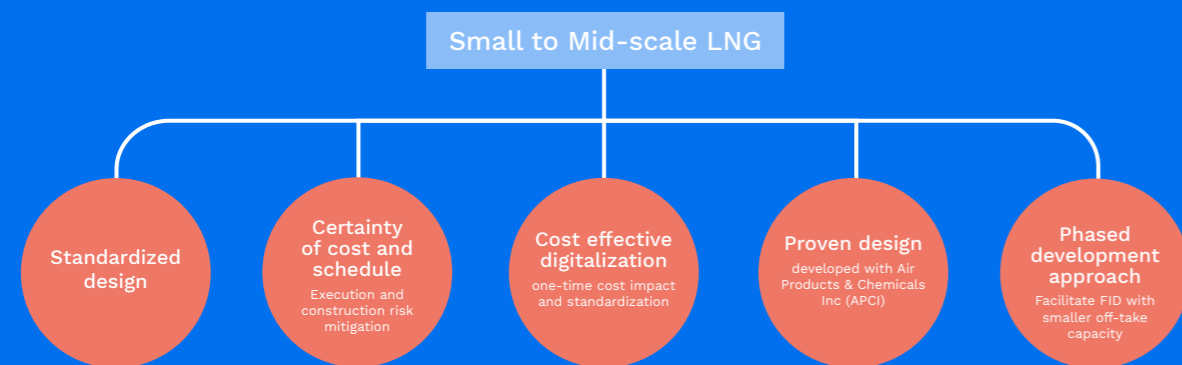 Small to Mid-scale LNG
Standardized
design
Certainty
of cost and
schedule
Execution and
construction risk
mitigation
Cost effective
digitalization
one-time cost impact
and standardization
Proven design
developed with Air
Products & Chemicals
Inc (APCI)
Phased
development
approach
Facilitate FID with
smaller off-take
capacity